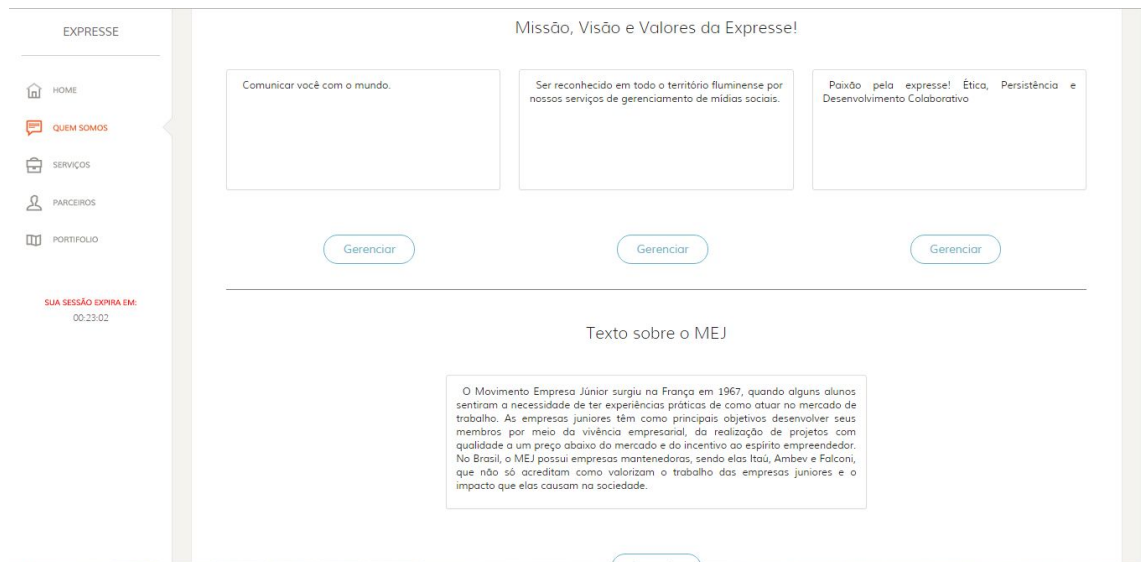 EXPRESSE
HOME
QUEM SOMOS
SERVIÇOS
PARCEIROS
PORTIFOLIO
SUA SESSÃO EXPIRA EM:
00:23:02
Missão, Visão e Valores da Expresse!
Comunicar você com o mundo.
Ser reconhecido em todo o território fluminense por
nossos serviços de gerenciamento de mídias sociais.
Paixão pela expresse! Ética, Persistência e
Desenvolvimento Colaborativo
Gerenciar
Gerenciar
Gerenciar
Texto sobre o MEJ
O Movimento Empresa Júnior surgiu na França em 1967, quando alguns alunos
sentiram a necessidade de ter experiências práticas de como atuar no mercado de
trabalho. As empresas juniores têm como principais objetivos desenvolver seus
membros por meio da vivência empresarial, da realização de projetos com
qualidade a um preço abaixo do mercado e do incentivo ao espírito empreendedor.
No Brasil, o MEJ possui empresas mantenedoras, sendo elas Itaú, Ambev e Falconi,
que não só acreditam como valorizam o trabalho das empresas juniores e o
impacto que elas causam na sociedade.